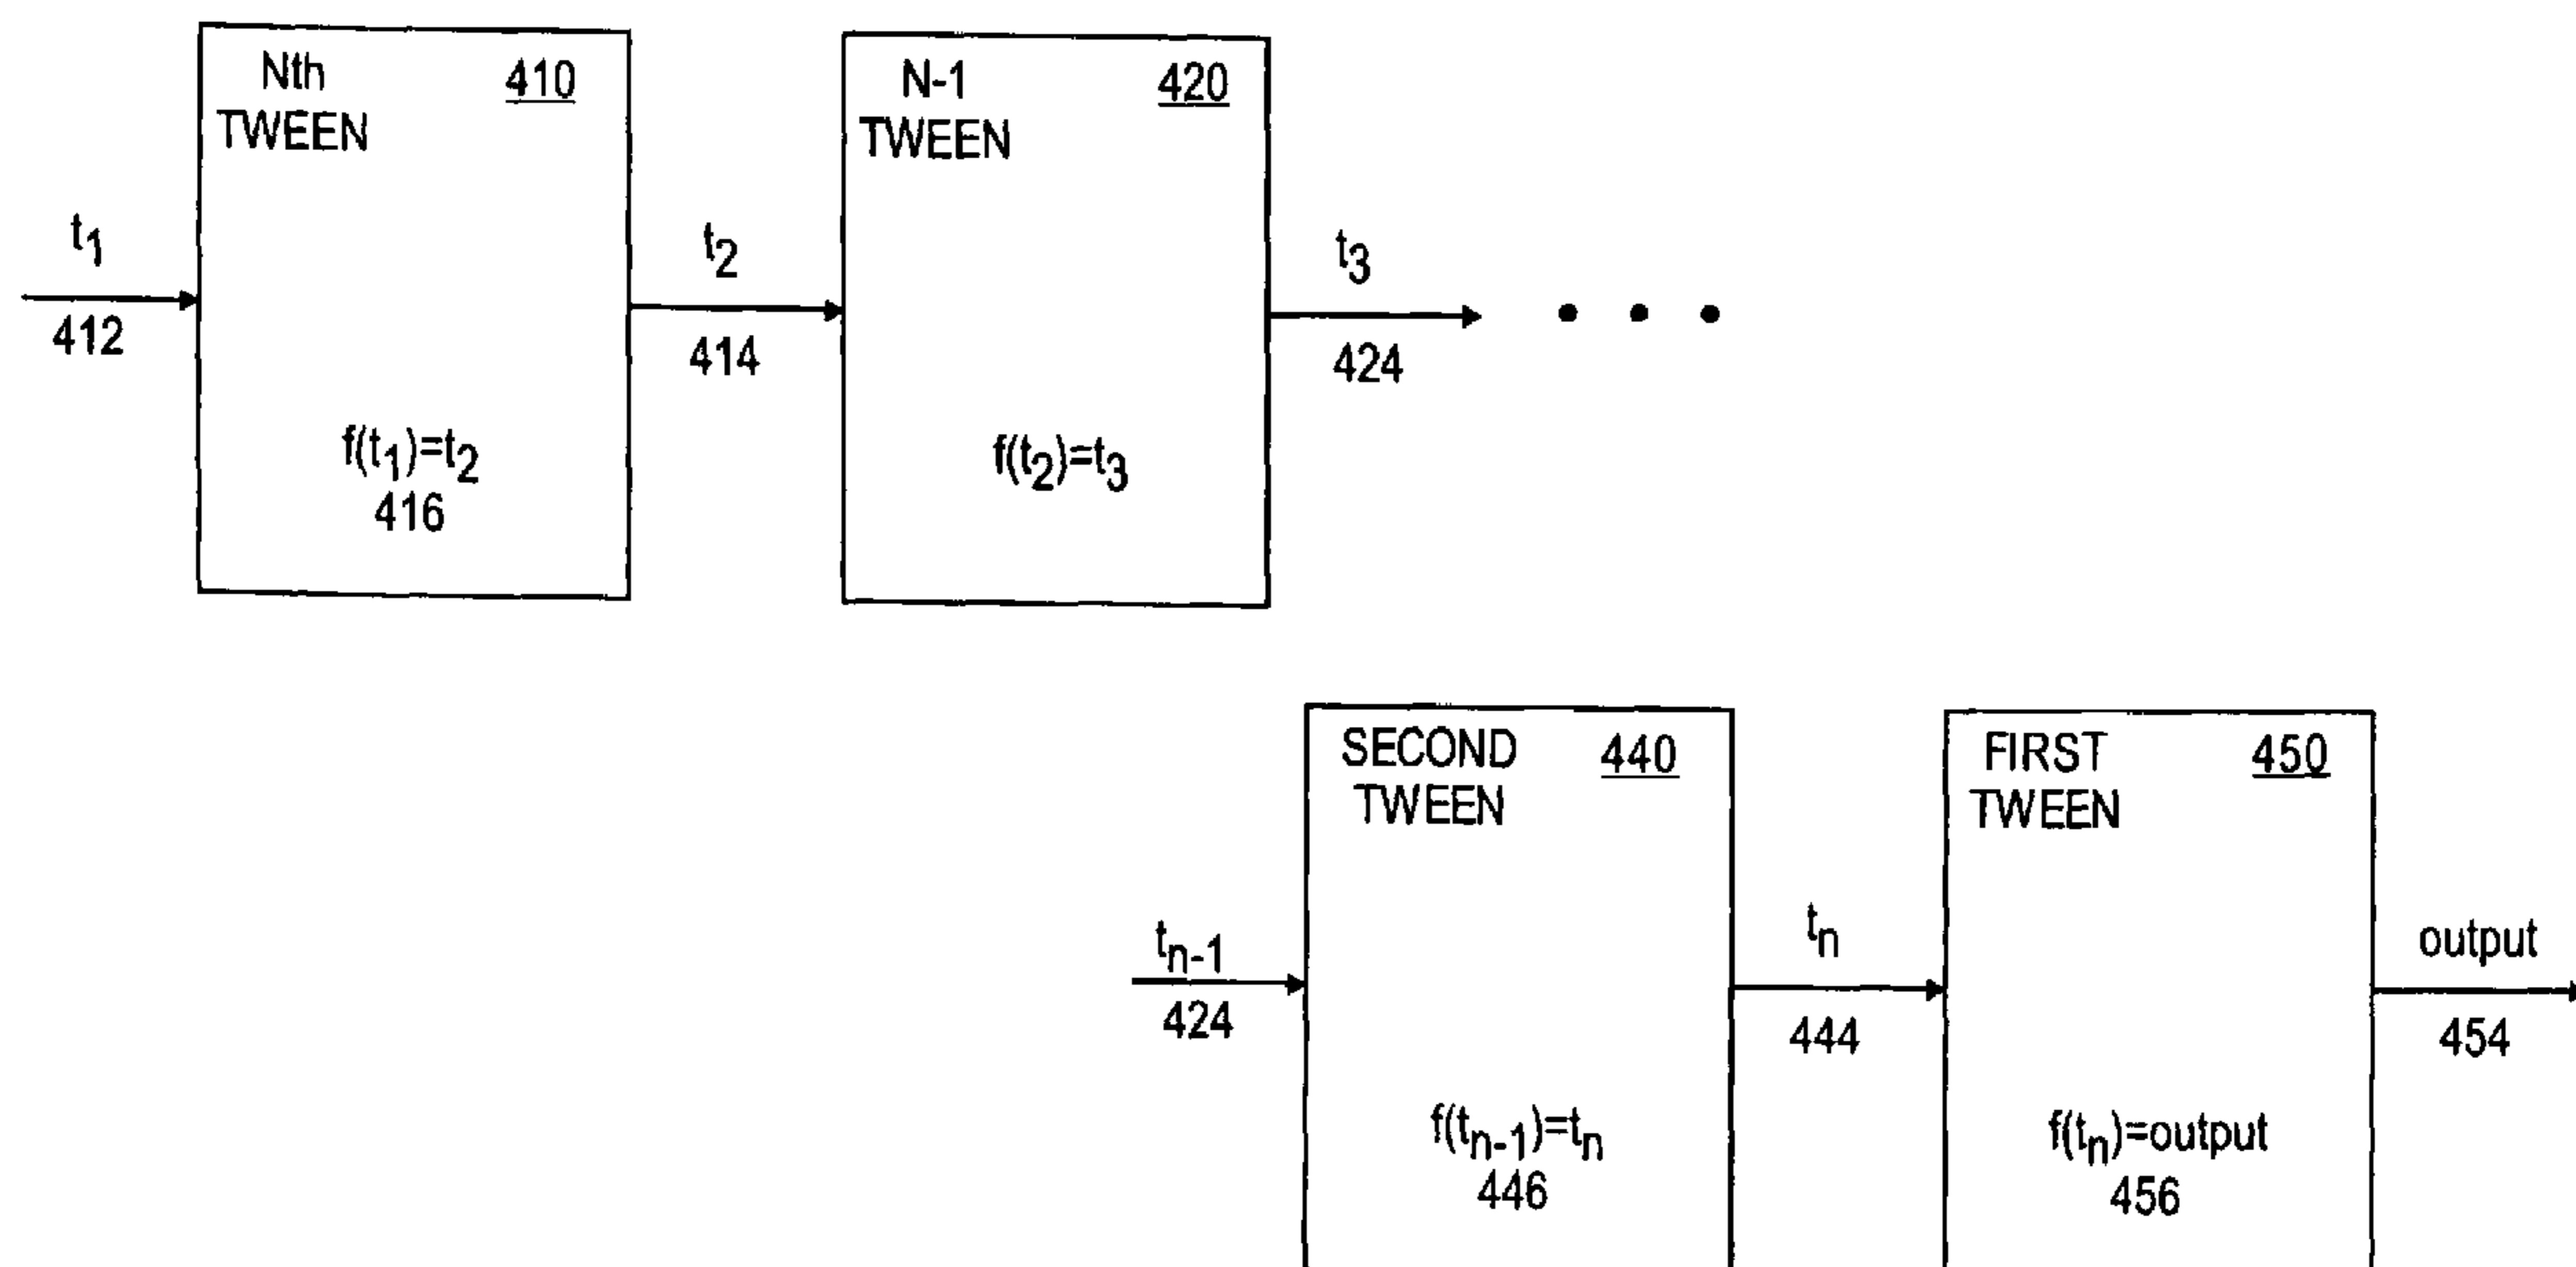 Nth 410
TWEEN
t1
412
f(t1)=t2
416
t2
414
N-1 420
TWEEN
f(t2)=t3
t3
424
• • •
tn-1
424
SECOND 440
TWEEN
f(tn-1)=tn
446
tn
444
FIRST 450
TWEEN
f(tn)=output
456
output
454